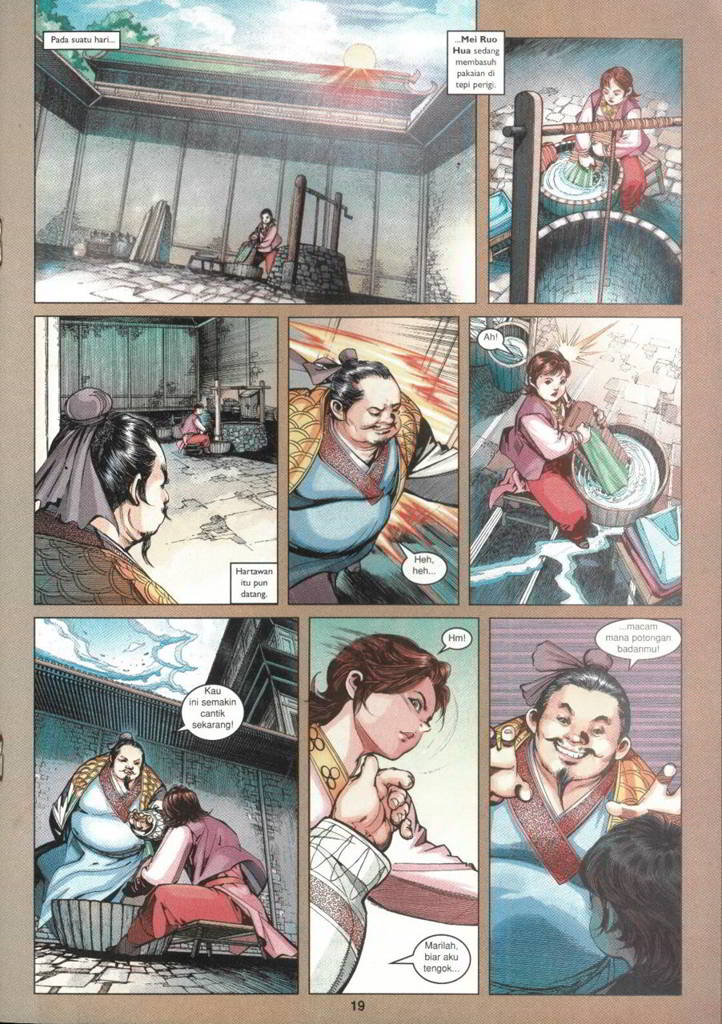 Pada suatu hari...
...Mei Ruo
Hua sedang
membasuh
pakaian di
tepi perigi.
Hartawan
itu pun
datang.
Heh,
heh...
Ah!
Kau
ini semakin
cantik
sekarang!
Hm!
Marilah,
biar aku
tengok...
...macam
mana potongan
badanmu!
19